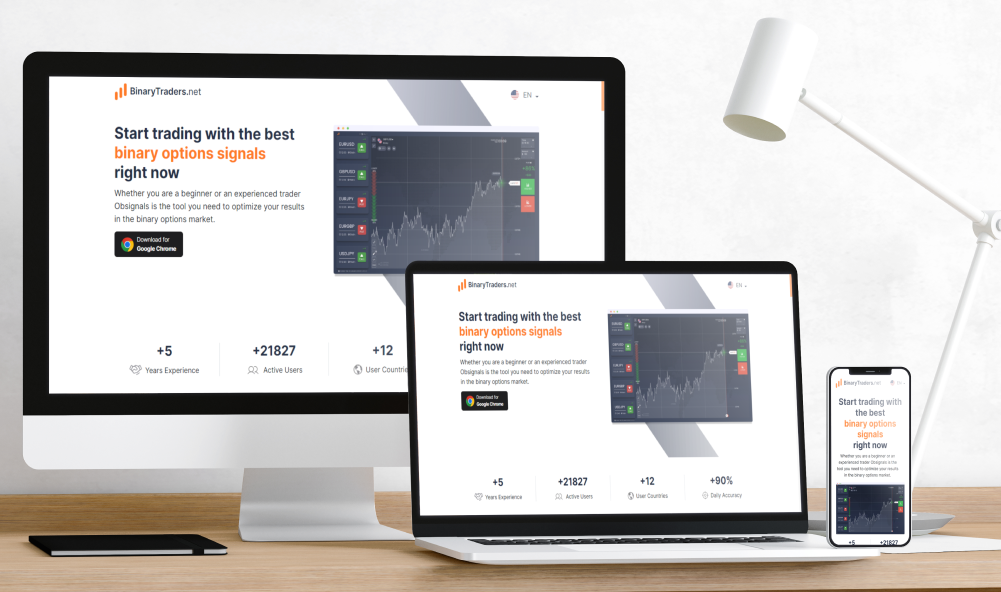 BinaryTraders.net
EN
Start trading with the best
binary options signals
right now
Whether you are a beginner or an experienced trader
Obsignals is the tool you need to optimize your results
in the binary options market.
Download for
Google Chrome
EURUSD
EURJPY
EURGBP
USDJPY
+5
Years Experience
+21827
Active Users
+12
User Countrie
BinaryTraders.net
EN
Start trading with the best
binary options signals
right now
Whether you are a beginner or an experienced trader
Obsignals is the tool you need to optimize your results
in the binary options market.
Download for
Google Chrome
+5
Years Experience
+21827
Active Users
+12
User Countries
+90%
Daily Accuracy
BinaryTraders.net
EN
Start trading with
the best
binary options
signals
right now
Whether you are a beginner or an
experienced trader Obsignals is the
tool you need to optimize your results
in the binary options market.
+5
+21827